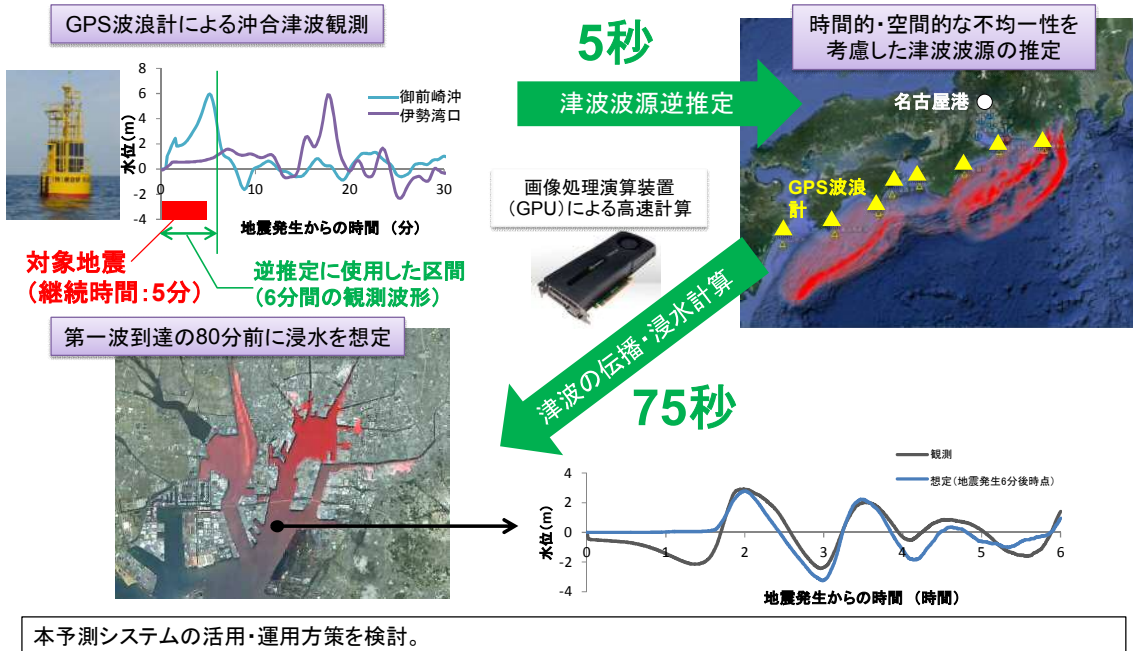 GPS波浪計による沖合津波観測
水位(m)
8
6
4
2
0
-2
-4
0
10
20
30
御前崎沖
伊勢湾口
地震発生からの時間 (分)
対象地震
(継続時間:5分)
逆推定に使用した区間
(6分間の観測波形)
5秒
津波波源逆推定
画像処理演算装置
(GPU)による高速計算
時間的・空間的な不均一性を
考慮した津波波源の推定
名古屋港
GPS波浪
計
津波の伝播・浸水計算
75秒
第一波到達の80分前に浸水を想定
観測
想定(地震発生6分後時点)
水位(m)
4
2
0
-2
-4
0
1
2
3
4
5
6
地震発生からの時間 (時間)
本予測システムの活用・運用方策を検討。